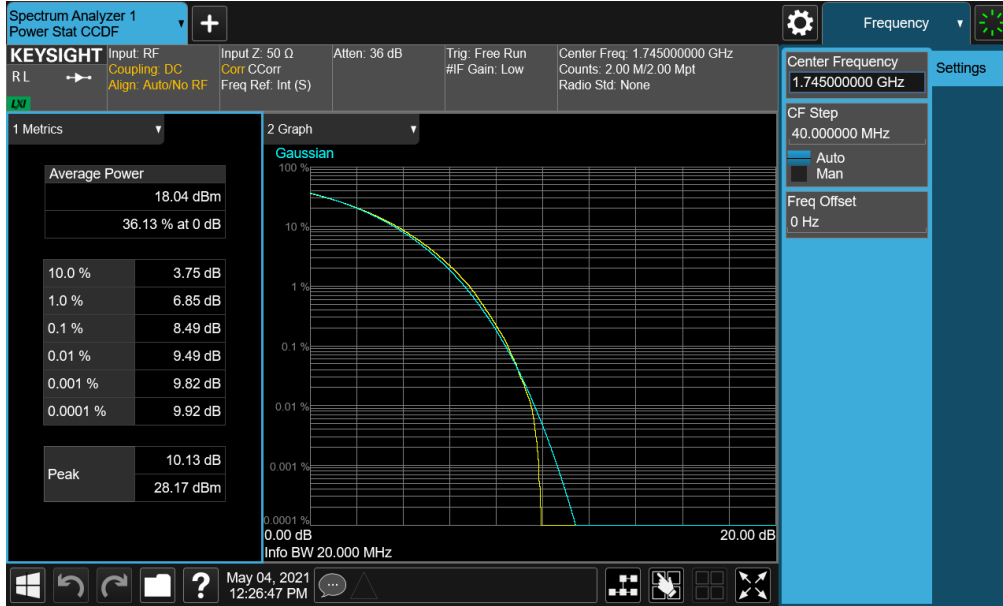 Spectrum Analyzer 1
Power Stat CCDF
Frequency
KEYSIGHT
RL
LXI
Input: RF
Coupling: DC
Align: Auto/No RF
Input Z: 50 Ω
Corr CCorr
Freq Ref: Int (S)
Atten: 36 dB
Trig: Free Run
#IF Gain: Low
Center Freq: 1.745000000 GHz
Counts: 2.00 M/2.00 Mpt
Radio Std: None
Center Frequency
1.745000000 GHz
Settings
CF Step
40.000000 MHz
Auto
Man
Freq Offset
0 Hz
1 Metrics
Average Power
18.04 dBm
36.13 % at 0 dB
10.0 % 3.75 dB
1.0 % 6.85 dB
0.1 % 8.49 dB
0.01 % 9.49 dB
0.001 % 9.82 dB
0.0001 % 9.92 dB
Peak
10.13 dB
28.17 dBm
2 Graph
Gaussian
100 %
10 %
1 %
0.1 %
0.01 %
0.001 %
0.0001 %
0.00 dB 20.00 dB
Info BW 20.000 MHz
?
May 04, 2021
12:26:47 PM